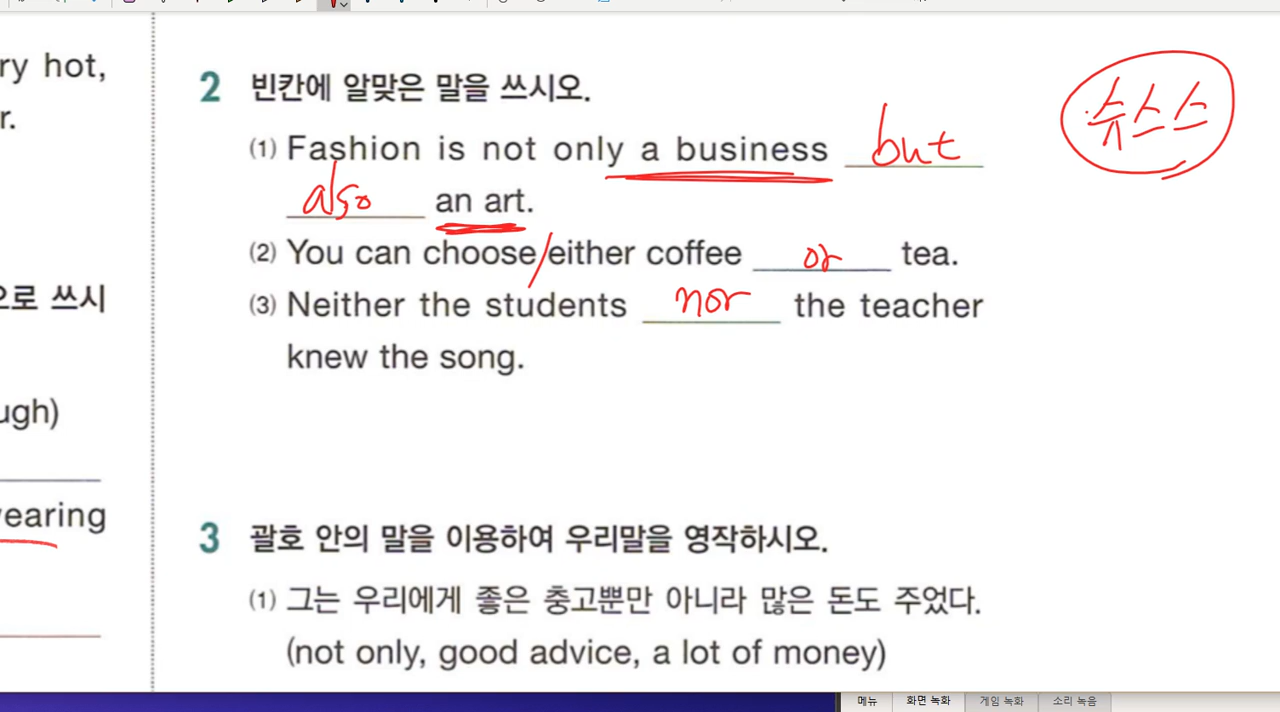 ry hot,
r.
으로 쓰시
ugh)
earing
2 빈칸에 알맞은 말을 쓰시오.
(1) Fashion is not only a business but
also an art.
(2) You can choose/either coffee or tea.
(3) Neither the students nor the teacher
knew the song.
슈스스
3 괄호 안의 말을 이용하여 우리말을 영작하시오.
(1) 그는 우리에게 좋은 충고뿐만 아니라 많은 돈도 주었다.
(not only, good advice, a lot of money)
메뉴 화면 녹화 게임 녹화 소리 녹음